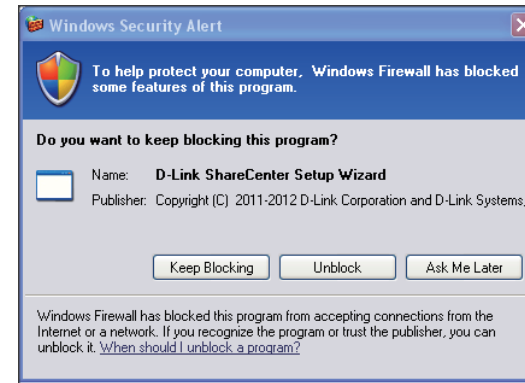 Windows Security Alert
To help protect your computer, Windows Firewall has blocked
some features of this program.
Do you want to keep blocking this program?
Name: D-Link ShareCenter Setup Wizard
Publisher: Copyright (C) 2011-2012 D-Link Corporation and D-Link Systems,
Keep Blocking Unblock Ask Me Later
Windows Firewall has blocked this program from accepting connections from the
Internet or a network. If you recognize the program or trust the publisher, you can
unblock it. When should I unblock a program?